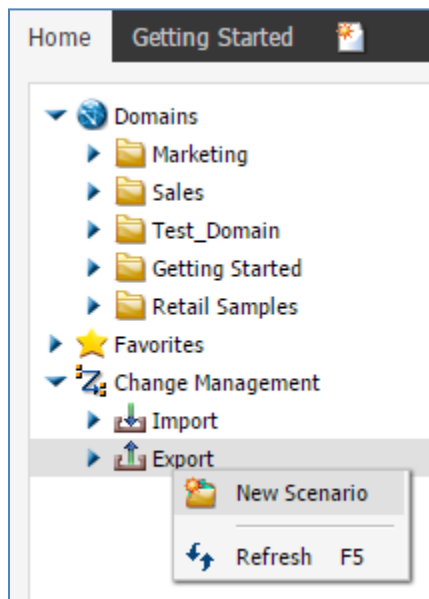 Home Getting Started
Domains
Marketing
Sales
Test_Domain
Getting Started
Retail Samples
Favorites
Change Management
Import
Export
New Scenario
Refresh F5